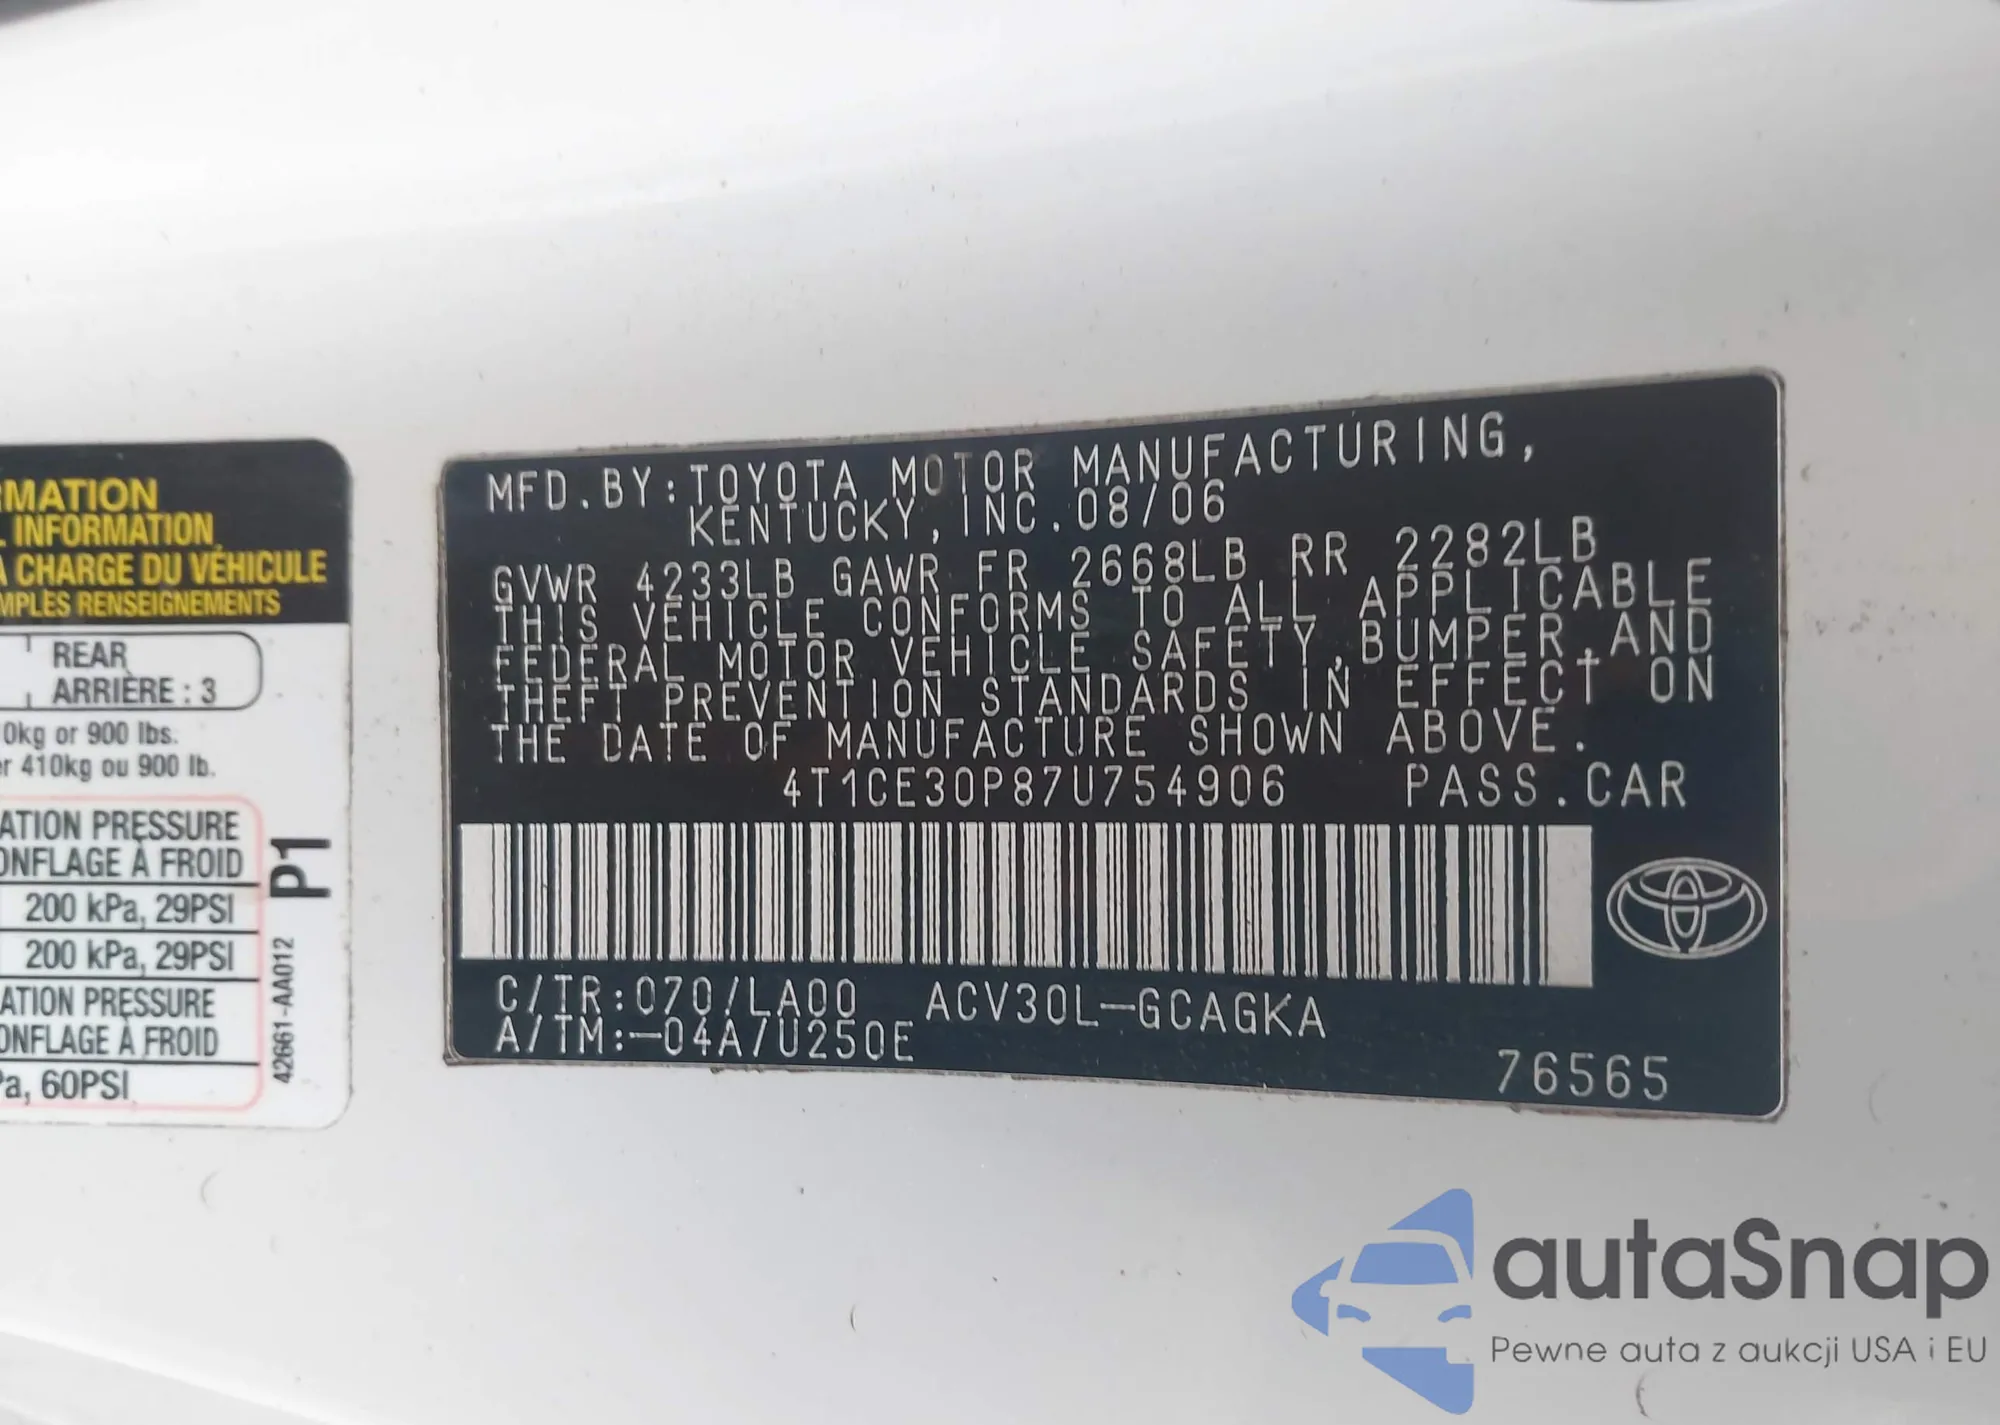 RMATION
L INFORMATION
A CHARGE DU VÉHICULE
MPLES RENSEIGNEMENTS
REAR
ARRIÈRE : 3
0kg or 900 lbs.
r 410kg ou 900 lb.
ATION PRESSURE
ONFLAGE À FROID
200 kPa, 29PSI
200 kPa, 29PSI
ATION PRESSURE
ONFLAGE À FROID
Pa, 60PSI
P1
42661-AA012
MFD.BY:TOYOTA MOTOR MANUFACTURING,
KENTUCKY,INC.08/06
GVWR 4233LB GAWR FR 2668LB RR 2282LB
THIS VEHICLE CONFORMS TO ALL APPLICABLE
FEDERAL MOTOR VEHICLE SAFETY,BUMPER,AND
THEFT PREVENTION STANDARDS IN EFFECT ON
THE DATE OF MANUFACTURE SHOWN ABOVE.
4T1CE30P87U754906 PASS.CAR
C/TR:070/LA00 ACV30L-GCAGKA
A/TM:-04A/U250E
76565
autaSnap
Pewne auta z aukcji USA i EU